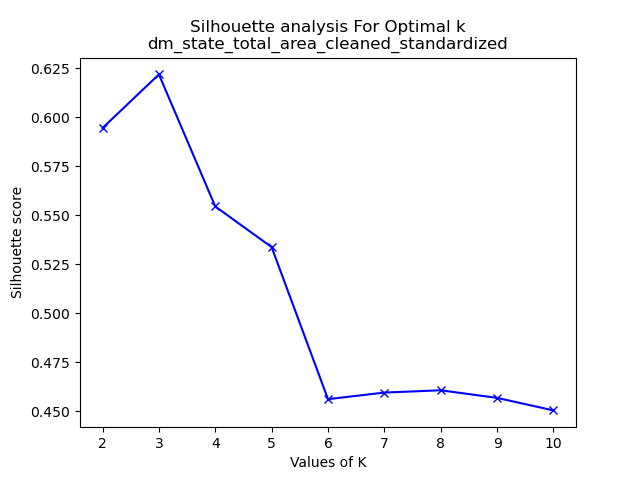 Silhouette analysis For Optimal k
dm_state_total_area_cleaned_standardized
Silhouette score
0.625
0.600
0.575
0.550
0.525
0.500
0.475
0.450
2 3 4 5 6 7 8 9 10
Values of K